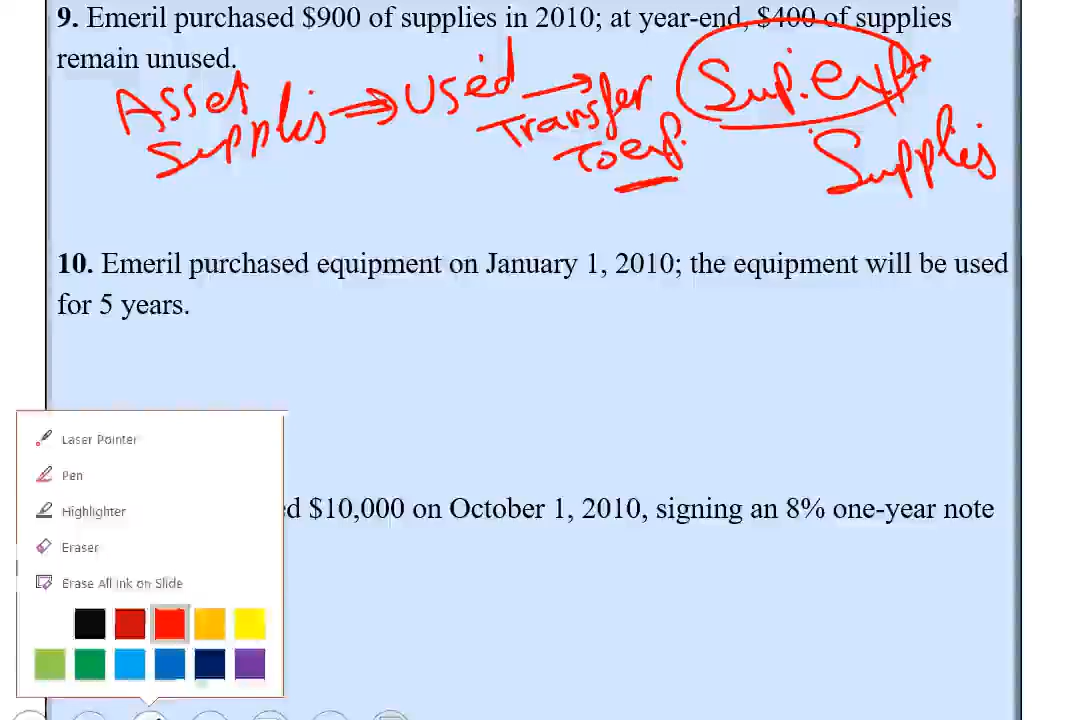 9. Emeril purchased $900 of supplies in 2010; at year-end, $400 of supplies
remain unused.
Asset Used Transfer Sup. exp
Supplies To exp. Supplies
10. Emeril purchased equipment on January 1, 2010; the equipment will be used
for 5 years.
Laser Pointer
Pen
d $10,000 on October 1, 2010, signing an 8% one-year note
Highlighter
Eraser
Erase All Ink on Slide